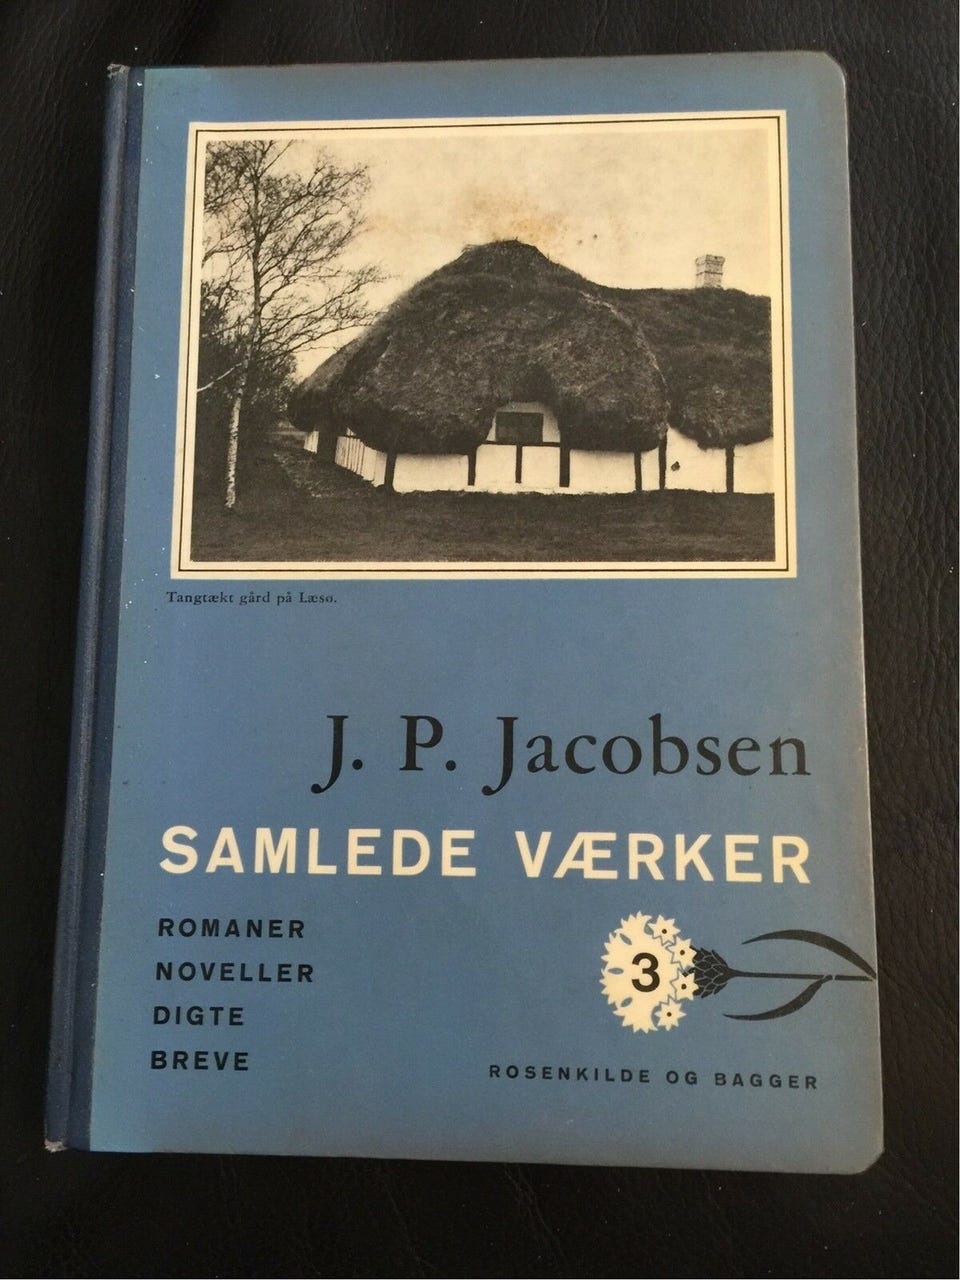 Tangtækt gård på Læsø.
J. P. Jacobsen
SAMLEDE VÆRKER
ROMANER
NOVELLER
DIGTE
BREVE
3
ROSENKILDE OG BAGGER